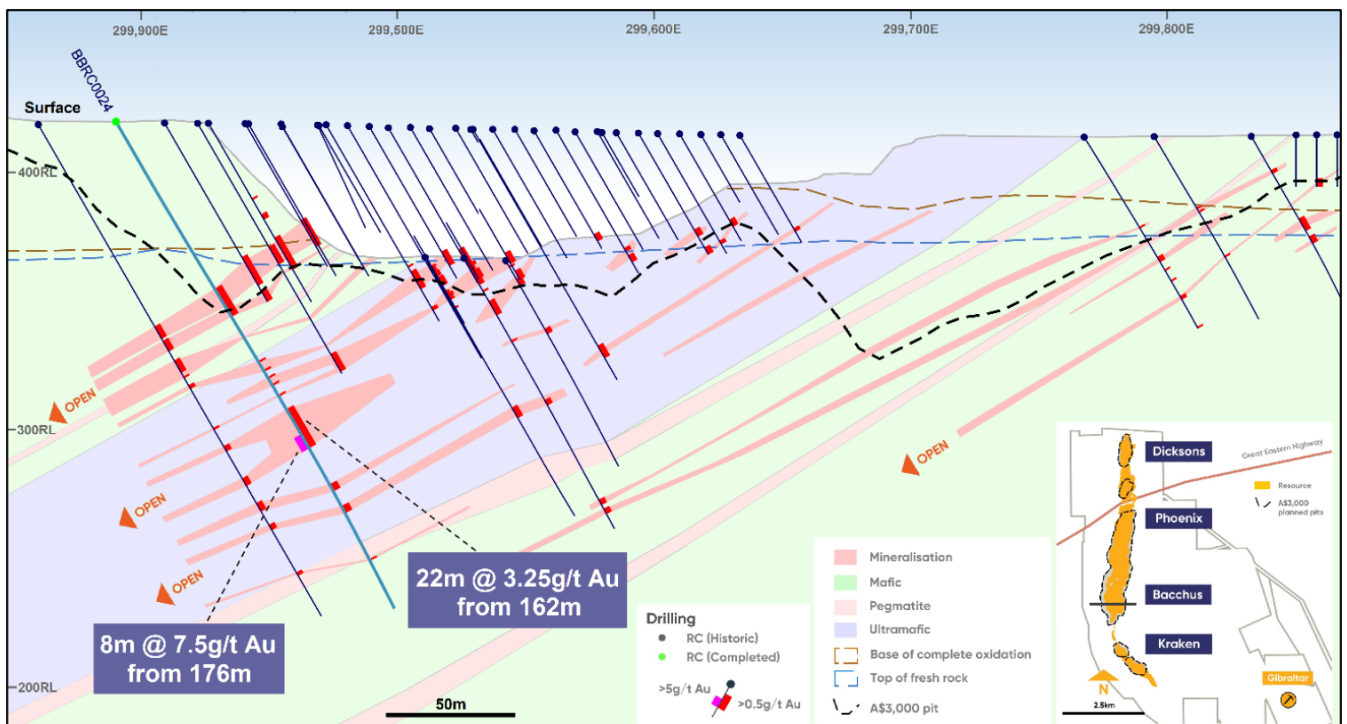 299,900E
299,500E
299,600E
299,700E
299,800E
BBRC0024
Surface
400RL
300RL
200RL
OPEN
OPEN
OPEN
OPEN
22m @ 3.25g/t Au
from 162m
8m @ 7.5g/t Au
from 176m
50m
Drilling
RC (Historic)
RC (Completed)
>5g/t Au
>0.5g/t Au
Mineralisation
Mafic
Pegmatite
Ultramafic
Base of complete oxidation
Top of fresh rock
A$3,000 pit
Dicksons
Great Eastern Highway
Resource
A$3,000
planned pits
Phoenix
Bacchus
Kraken
N
2.5km
Gibraltar